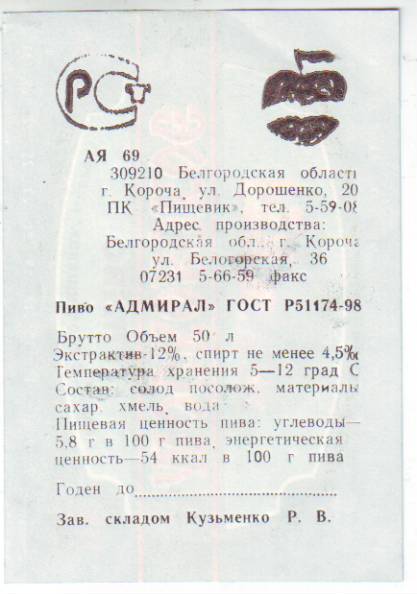 РС
АЯ 69
309210 Белгородская област
г. Короча, ул. Дорошенко, 20
ПК «Пищевик», тел. 5-59-08
Адрес производства:
Белгородская обл., г. Короча
ул. Белогорская, 36
07231 5-66-59 факс
Пиво «АДМИРАЛ» ГОСТ Р51174-98
Брутто Объем 50 л
Экстрактив-12%, спирт не менее 4,5%
Температура хранения 5—12 град С
Состав: солод посолож. материалы
сахар, хмель, вода
Пищевая ценность пива: углеводы—
5,8 г в 100 г пива, энергетическая
ценность—54 ккал в 100 г пива
Годен до
Зав. складом Кузьменко Р. В.